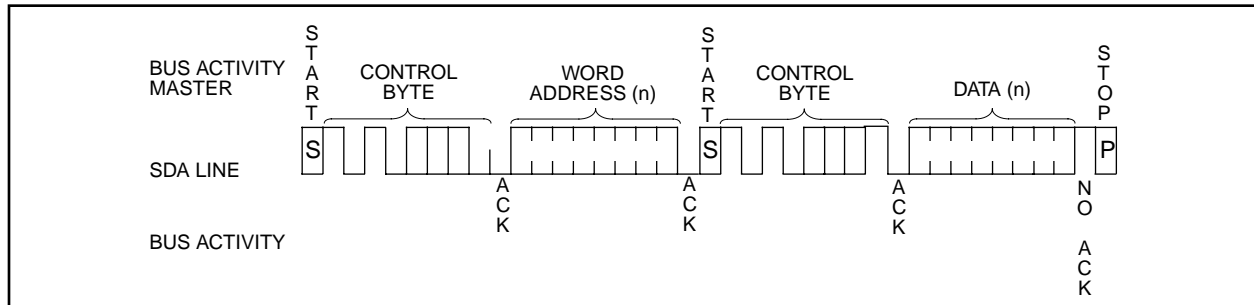 START
START
STOP
BUS ACTIVITY
MASTER
CONTROL
BYTE
WORD
ADDRESS (n)
CONTROL
BYTE
DATA (n)
S
S
P
SDA LINE
ACK
ACK
ACK
NO ACK
BUS ACTIVITY